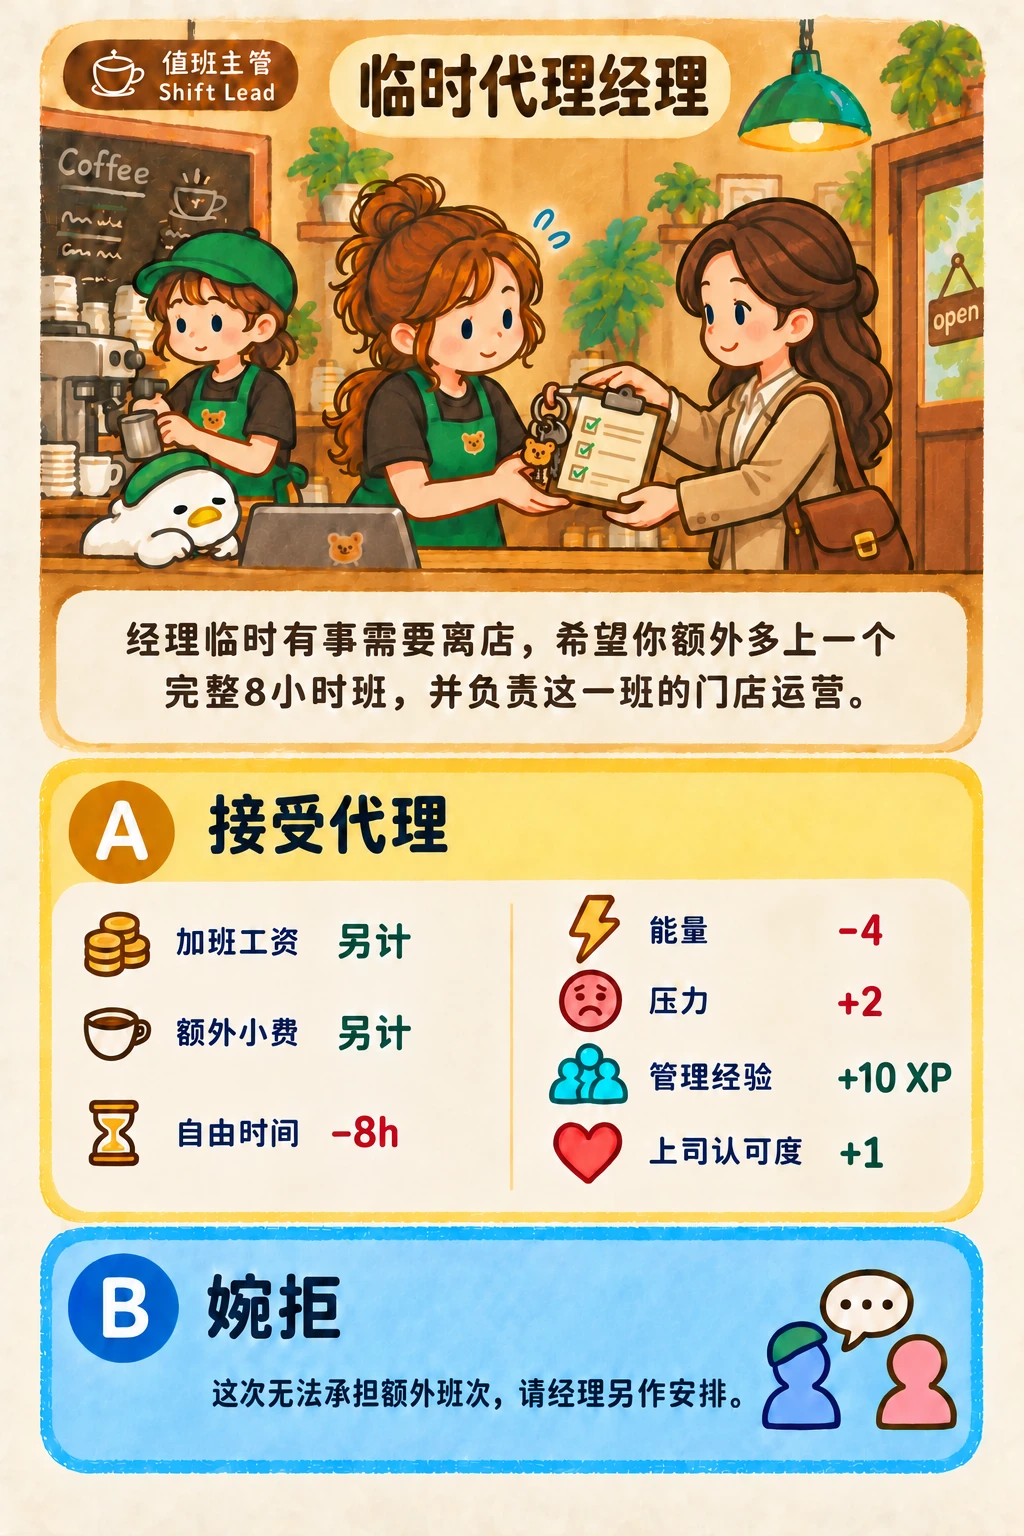 值班主管
Shift Lead
临时代理经理
Coffee
open
经理临时有事需要离店，希望你额外多上一个
完整8小时班，并负责这一班的门店运营。
A
接受代理
加班工资 另计
额外小费 另计
自由时间 -8h
能量 -4
压力 +2
管理经验 +10 XP
上司认可度 +1
B
婉拒
这次无法承担额外班次，请经理另作安排。